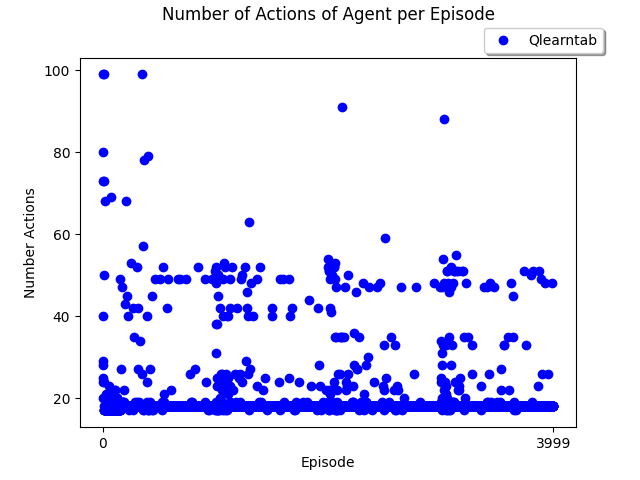 Number of Actions of Agent per Episode
Qlearntab
100
80
60
40
20
Number Actions
0
3999
Episode